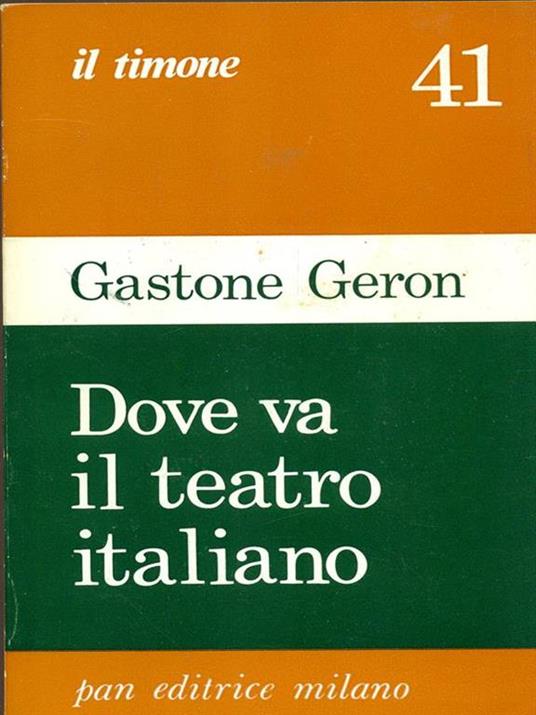 il timone 41
Gastone Geron
Dove va
il teatro
italiano
pan editrice milano